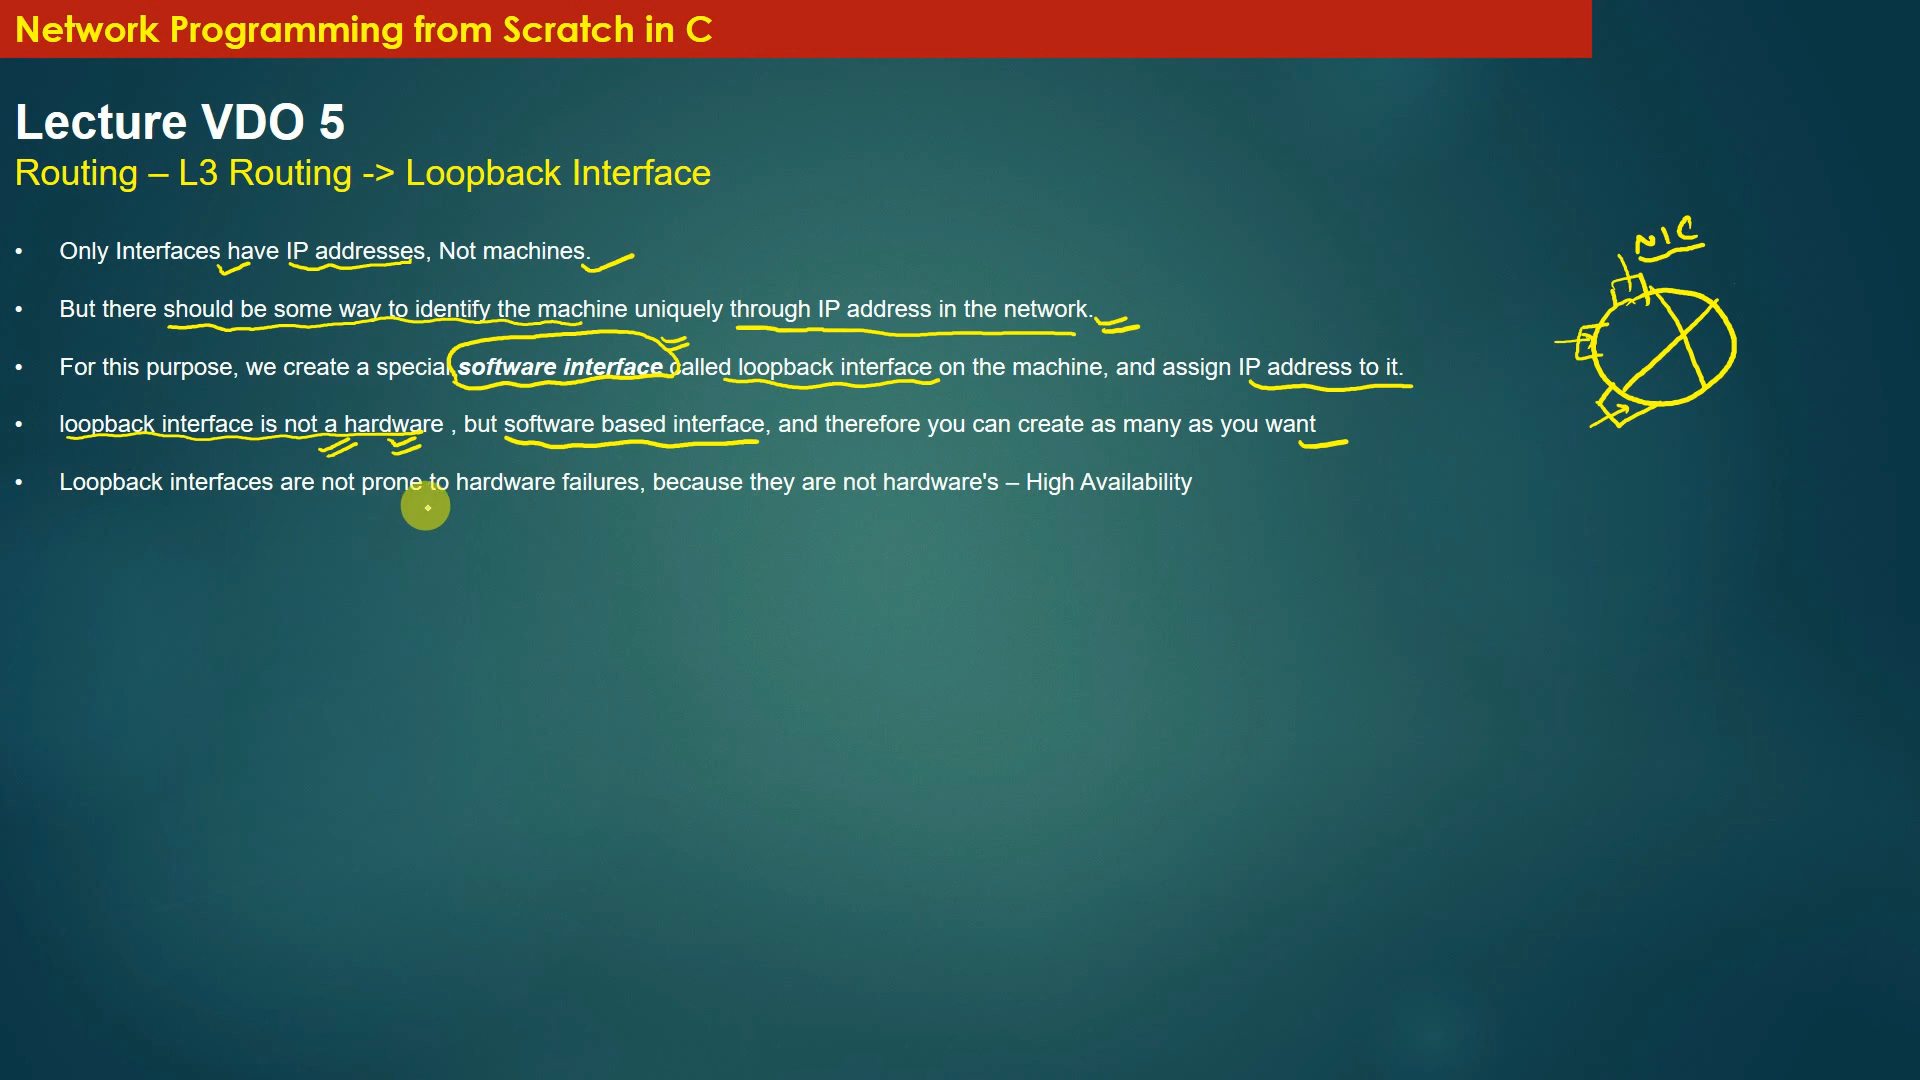 Network Programming from Scratch in C
Lecture VDO 5
Routing – L3 Routing -> Loopback Interface
• Only Interfaces have IP addresses, Not machines.
• But there should be some way to identify the machine uniquely through IP address in the network.
• For this purpose, we create a special software interface called loopback interface on the machine, and assign IP address to it.
• loopback interface is not a hardware , but software based interface, and therefore you can create as many as you want
• Loopback interfaces are not prone to hardware failures, because they are not hardware's – High Availability
NIC